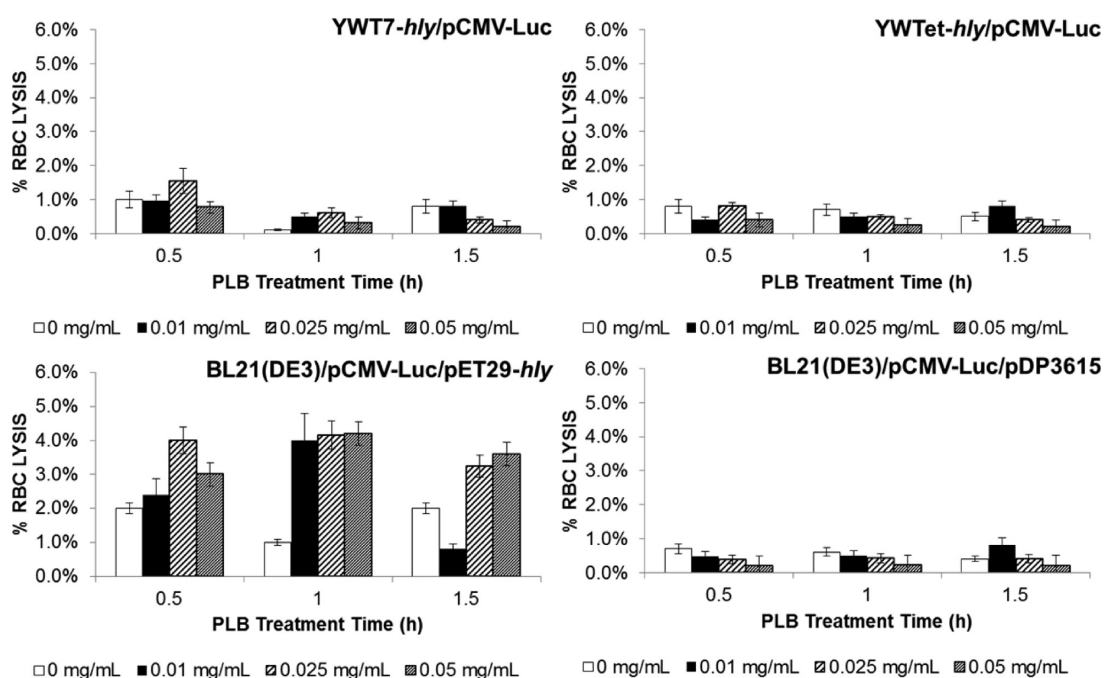 YWT7-hly/pCMV-Luc
6.0%
5.0%
4.0%
3.0%
2.0%
1.0%
0.0%
% RBC LYSIS
0.5 1 1.5
PLB Treatment Time (h)
0 mg/mL 0.01 mg/mL 0.025 mg/mL 0.05 mg/mL
YWTet-hly/pCMV-Luc
6.0%
5.0%
4.0%
3.0%
2.0%
1.0%
0.0%
% RBC LYSIS
0.5 1 1.5
PLB Treatment Time (h)
0 mg/mL 0.01 mg/mL 0.025 mg/mL 0.05 mg/mL
BL21(DE3)/pCMV-Luc/pET29-hly
6.0%
5.0%
4.0%
3.0%
2.0%
1.0%
0.0%
% RBC LYSIS
0.5 1 1.5
PLB Treatment Time (h)
0 mg/mL 0.01 mg/mL 0.025 mg/mL 0.05 mg/mL
BL21(DE3)/pCMV-Luc/pDP3615
6.0%
5.0%
4.0%
3.0%
2.0%
1.0%
0.0%
% RBC LYSIS
0.5 1 1.5
PLB Treatment Time (h)
0 mg/mL 0.01 mg/mL 0.025 mg/mL 0.05 mg/mL